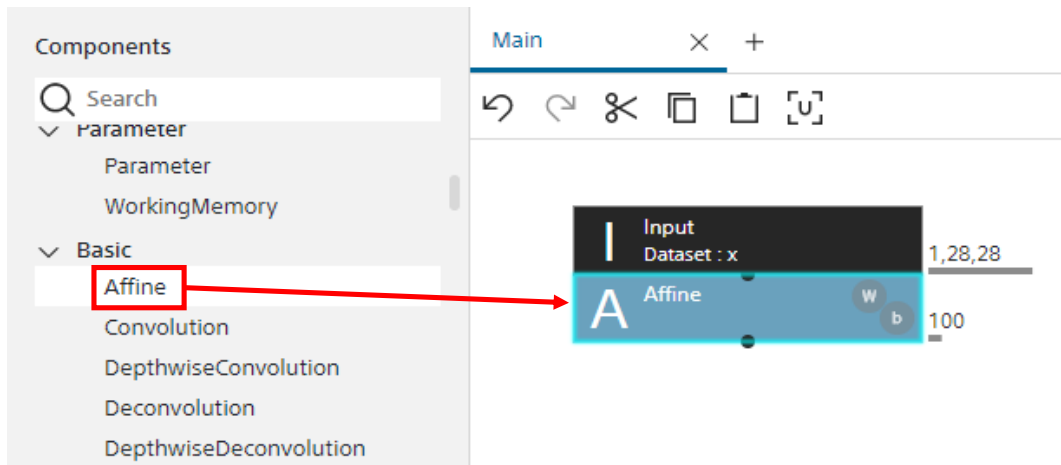 Components
Search
Parameter
Parameter
WorkingMemory
Basic
Affine
Convolution
DepthwiseConvolution
Deconvolution
DepthwiseDeconvolution
Main
I
Input
Dataset : x
1,28,28
A
Affine
W
b
100